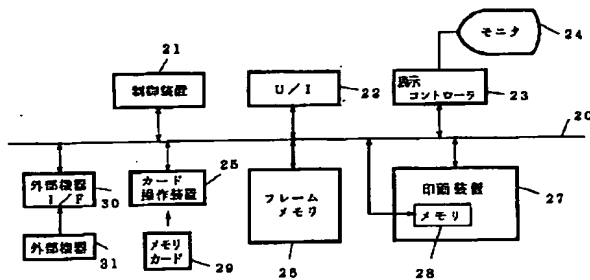 21
制御装置
U/I
22
モニタ
24
表示
コントローラ
23
20
外部機器
I/F
30
外部機器
31
カード
操作装置
25
メモリ
カード
29
フレーム
メモリ
26
印画装置
メモリ
27
28